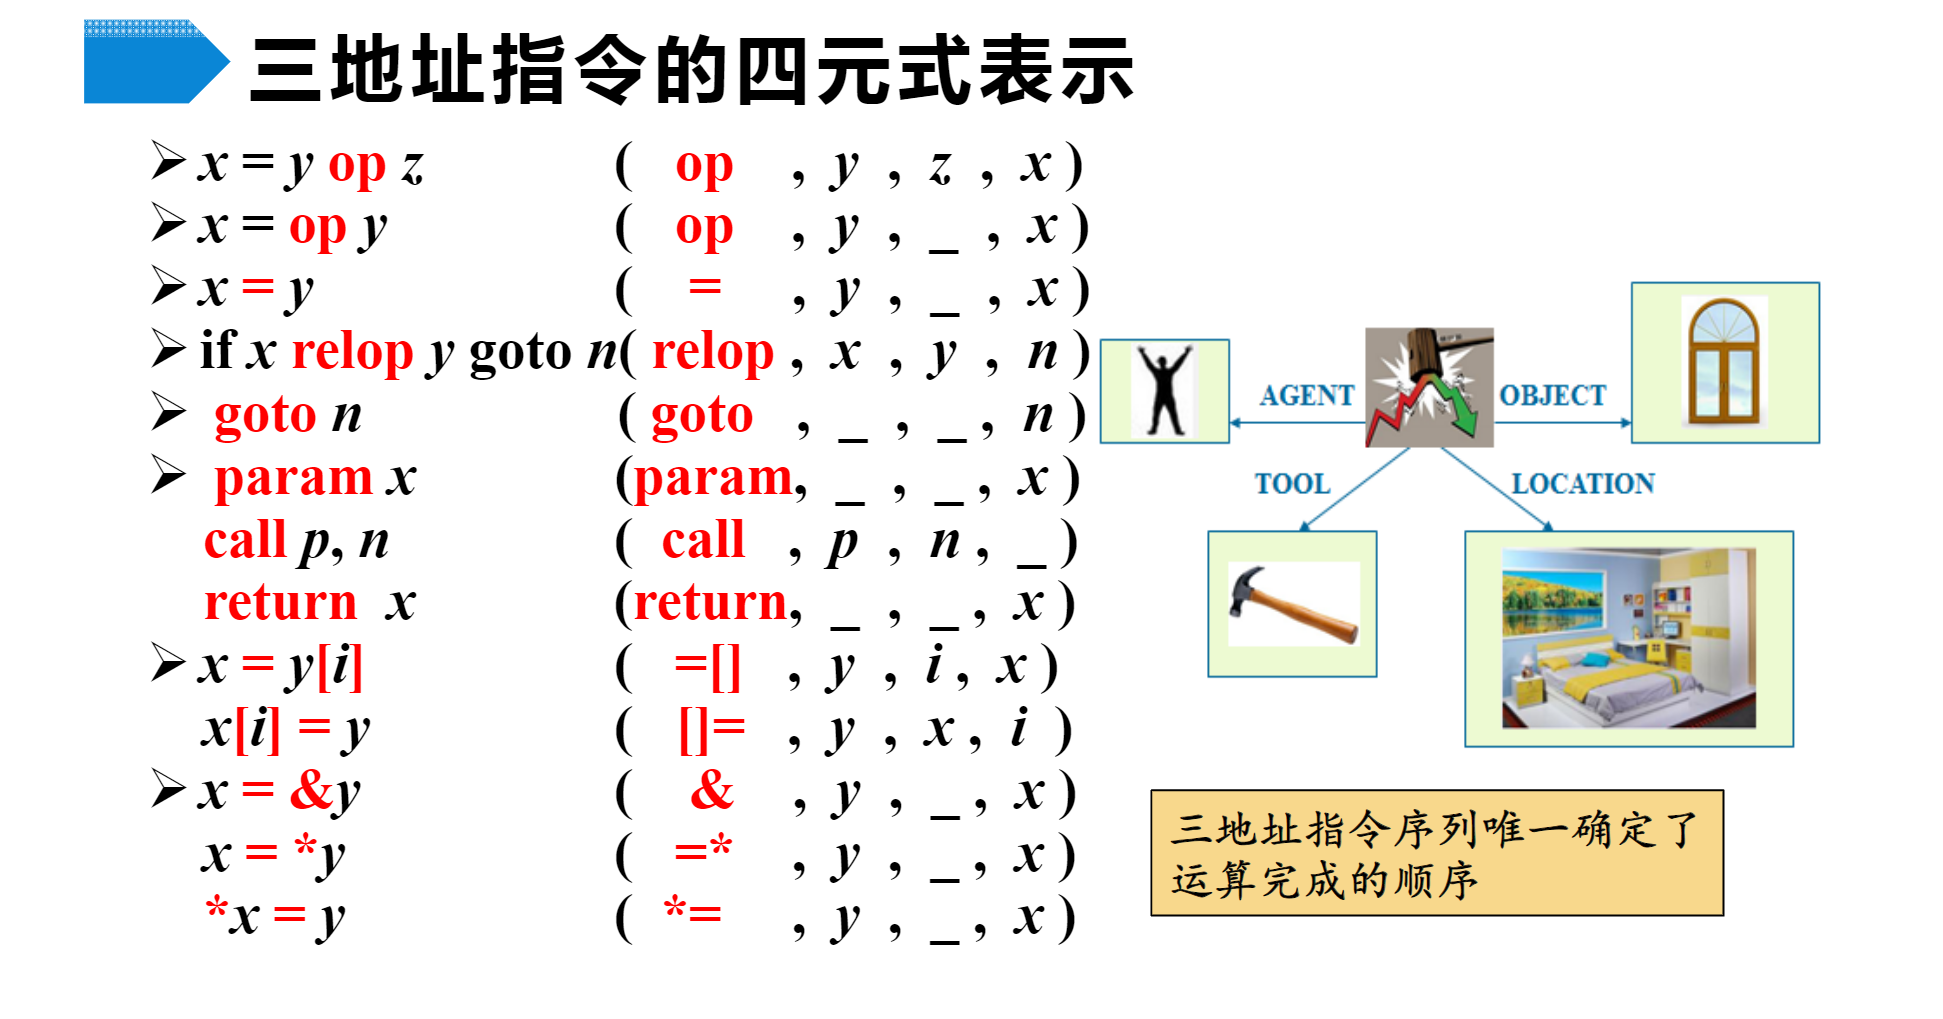 三地址指令的四元式表示
➢ x = y op z ( op , y , z , x )
➢ x = op y ( op , y , _ , x )
➢ x = y ( = , y , _ , x )
➢ if x relop y goto n ( relop , x , y , n )
➢ goto n ( goto , _ , _ , n )
➢ param x (param, _ , _ , x )
call p, n ( call , p , n , _ )
return x (return, _ , _ , x )
➢ x = y[i] ( =[] , y , i , x )
x[i] = y ( []= , y , x , i )
➢ x = &y ( & , y , _ , x )
x = *y ( =* , y , _ , x )
*x = y ( *= , y , _ , x )
AGENT
OBJECT
TOOL
LOCATION
三地址指令序列唯一确定了
运算完成的顺序